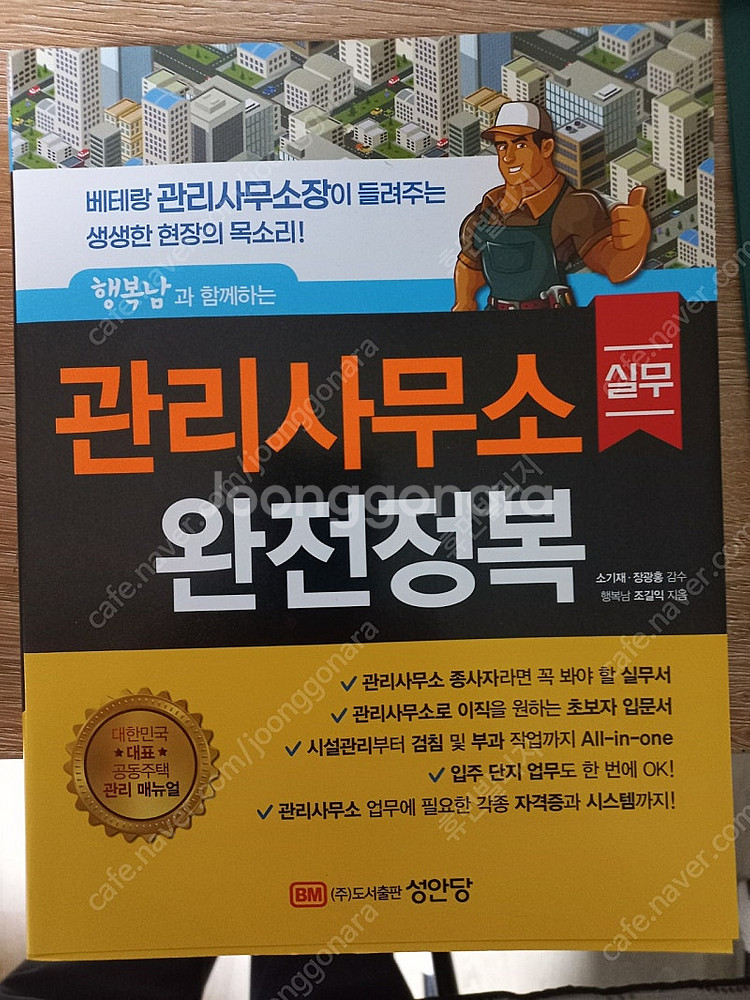 베테랑 관리사무소장이 들려주는
생생한 현장의 목소리!
행복남과 함께하는
실무
관리사무소
완전정복
소기재·장광홍 감수
행복남 조길익 지음
✓ 관리사무소 종사자라면 꼭 봐야 할 실무서
✓ 관리사무소로 이직을 원하는 초보자 입문서
✓ 시설관리부터 검침 및 부과 작업까지 All-in-one
✓ 입주 단지 업무도 한 번에 OK!
✓ 관리사무소 업무에 필요한 각종 자격증과 시스템까지!
대한민국
★대표★
공동주택
관리 매뉴얼
BM (주)도서출판 성안당
Joonggonara
cafe.naver.com/joonggonara